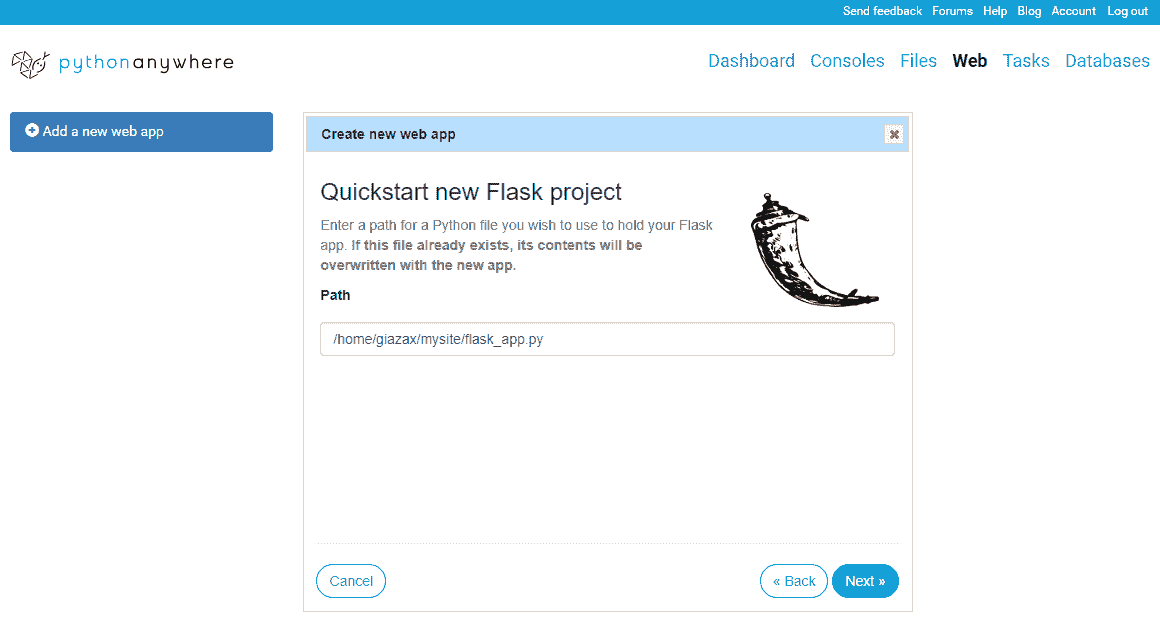 Send feedback Forums Help Blog Account Log out
pythonanywhere
Dashboard Consoles Files Web Tasks Databases
Add a new web app
Create new web app
Quickstart new Flask project
Enter a path for a Python file you wish to use to hold your Flask
app. If this file already exists, its contents will be
overwritten with the new app.
Path
/home/giazax/mysite/flask_app.py
Cancel
« Back
Next »